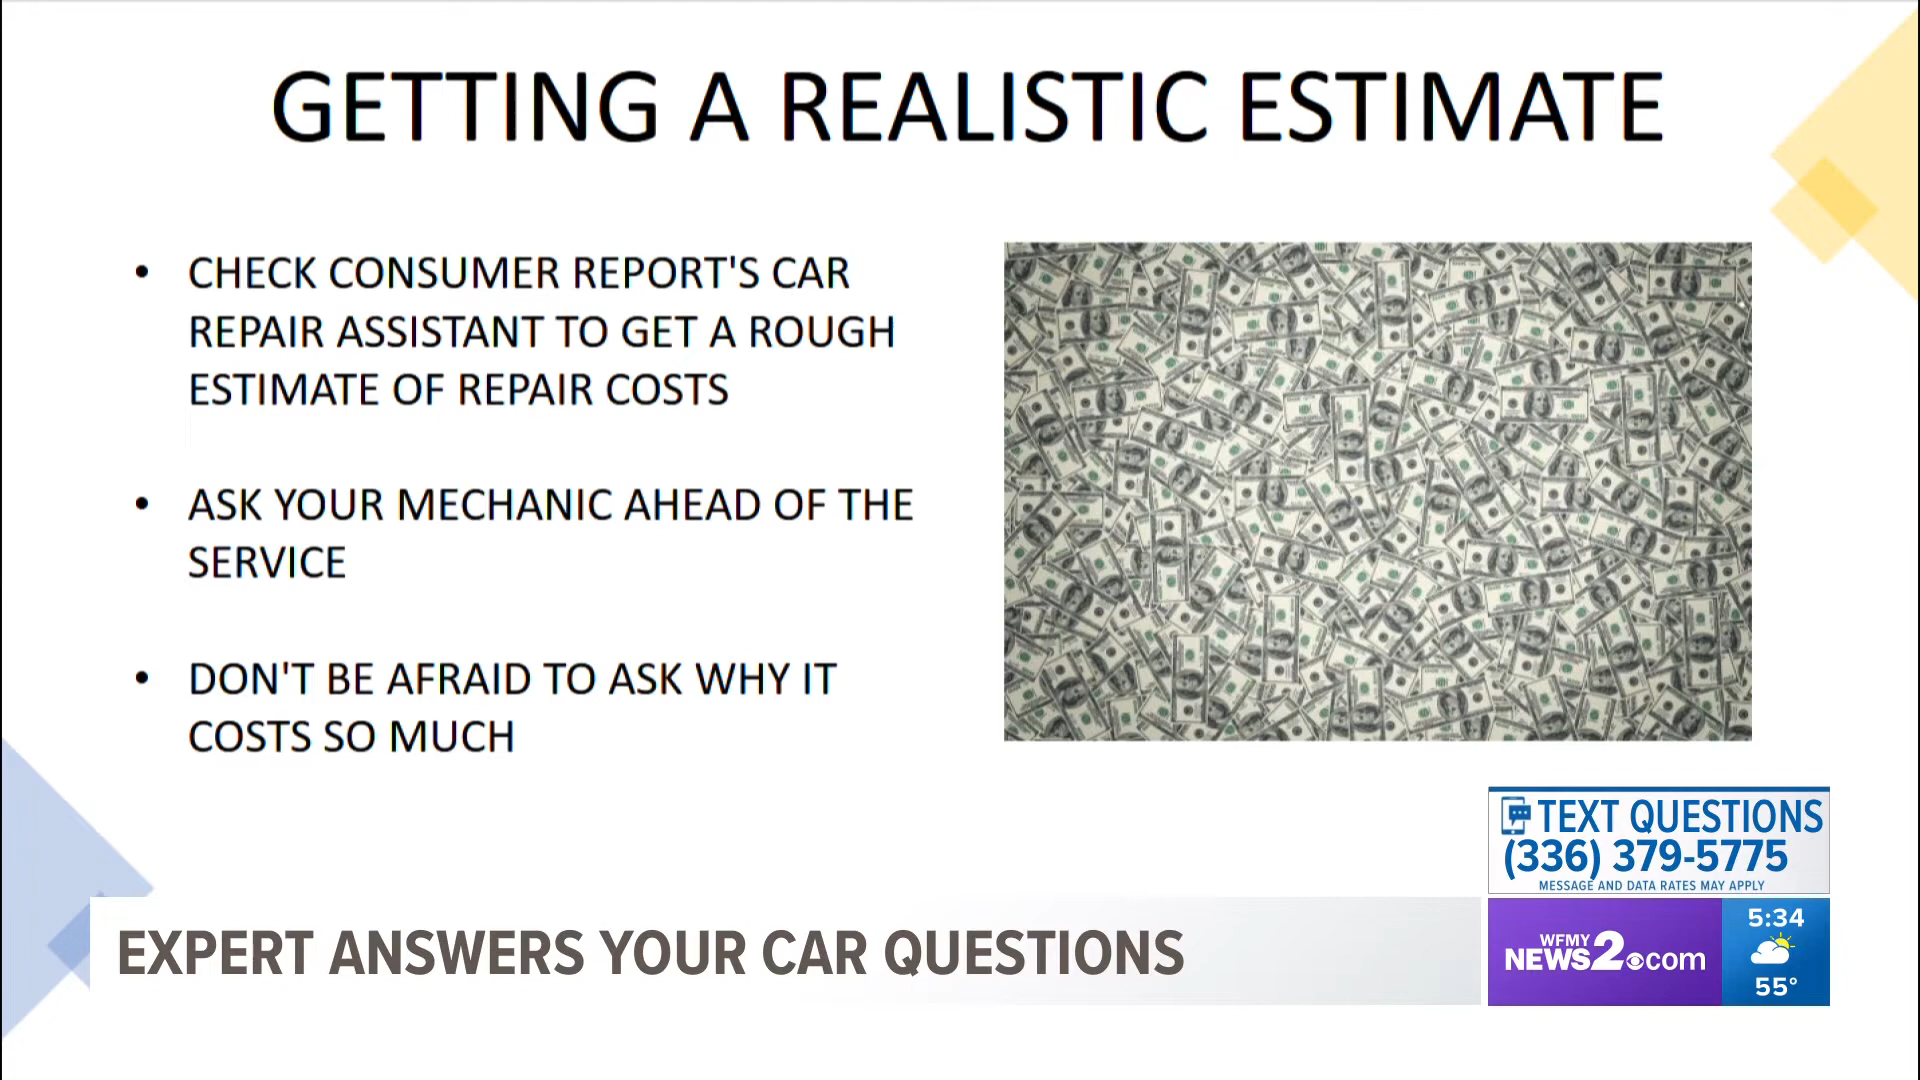 GETTING A REALISTIC ESTIMATE
• CHECK CONSUMER REPORT'S CAR
REPAIR ASSISTANT TO GET A ROUGH
ESTIMATE OF REPAIR COSTS
• ASK YOUR MECHANIC AHEAD OF THE
SERVICE
• DON'T BE AFRAID TO ASK WHY IT
COSTS SO MUCH
TEXT QUESTIONS
(336) 379-5775
MESSAGE AND DATA RATES MAY APPLY
EXPERT ANSWERS YOUR CAR QUESTIONS
WFMY
NEWS2.com
5:34
55°